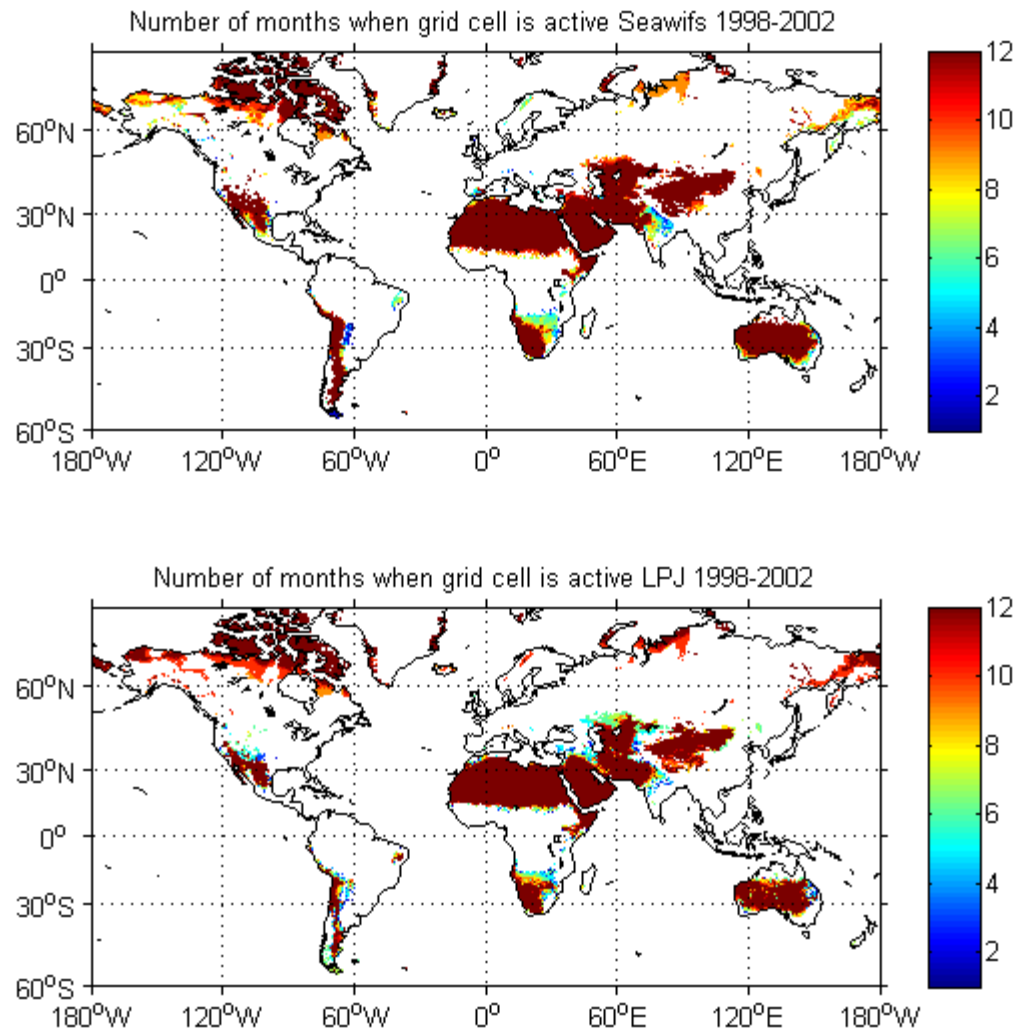 Number of months when grid cell is active Seawifs 1998-2002
12
10
8
6
4
2
60°N
30°N
0°
30°S
60°S
180°W 120°W 60°W 0° 60°E 120°E 180°W
Number of months when grid cell is active LPJ 1998-2002
12
10
8
6
4
2
60°N
30°N
0°
30°S
60°S
180°W 120°W 60°W 0° 60°E 120°E 180°W